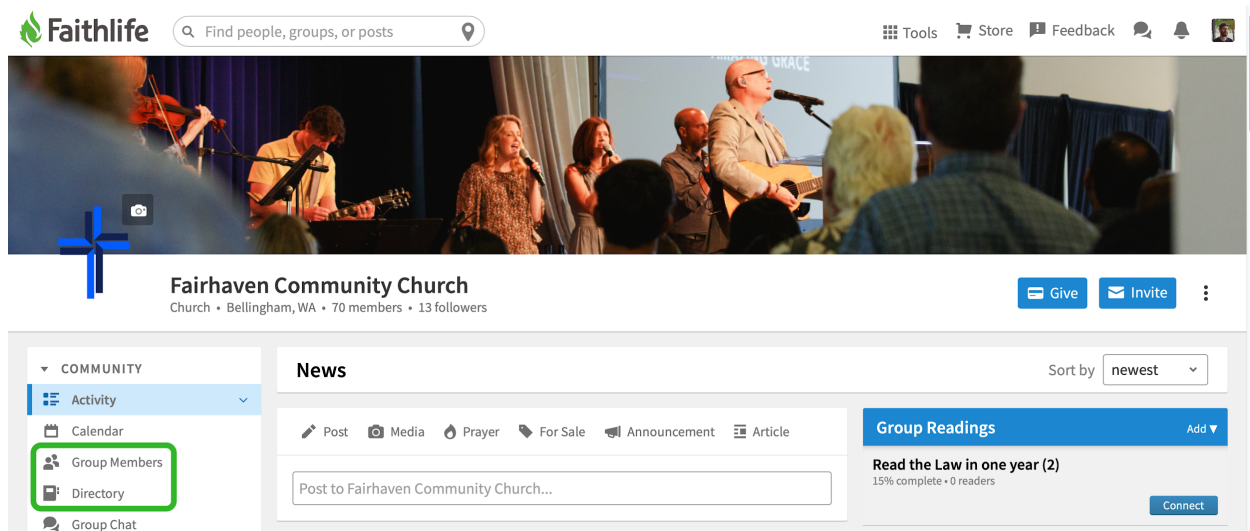 Faithlife
Find people, groups, or posts
Tools
Store
Feedback
AMAZING GRACE
Fairhaven Community Church
Church • Bellingham, WA • 70 members • 13 followers
Give
Invite
COMMUNITY
Activity
Calendar
Group Members
Directory
Group Chat
News
Sort by
newest
Post
Media
Prayer
For Sale
Announcement
Article
Post to Fairhaven Community Church...
Group Readings
Add ▼
Read the Law in one year (2)
15% complete • 0 readers
Connect